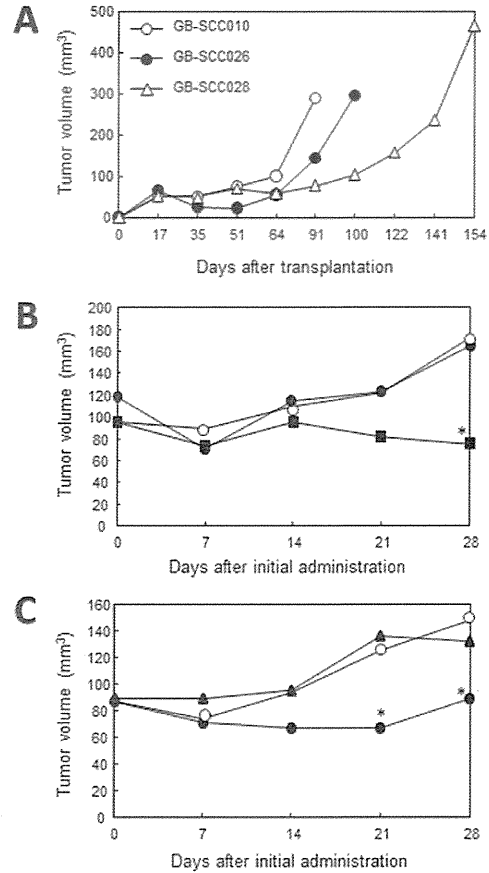 A
500
400
300
200
100
0
Tumor volume (mm³)
GB-SCC010
GB-SCC026
GB-SCC028
0 17 35 51 64 91 100 122 141 154
Days after transplantation
B
200
180
160
140
120
100
80
60
40
20
0
Tumor volume (mm³)
*
0 7 14 21 28
Days after initial administration
C
160
140
120
100
80
60
40
20
0
Tumor volume (mm³)
* *
0 7 14 21 28
Days after initial administration